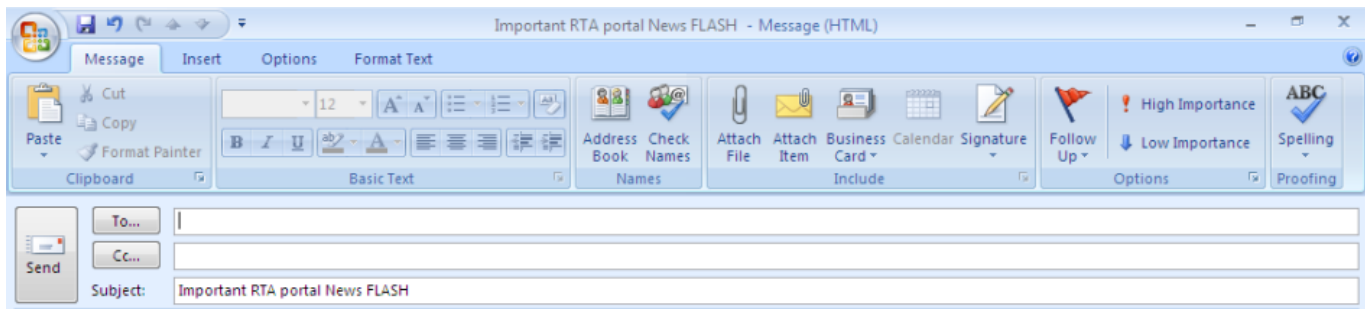 Important RTA portal News FLASH - Message (HTML)
Message Insert Options Format Text
Paste
Cut
Copy
Format Painter
Clipboard
12
A A
B I U ab A
Basic Text
Address Book
Check Names
Names
Attach File
Attach Item
Business Card
Calendar
Signature
Include
Follow Up
High Importance
Low Importance
Options
ABC
Spelling
Proofing
Send
To...
Cc...
Subject: Important RTA portal News FLASH